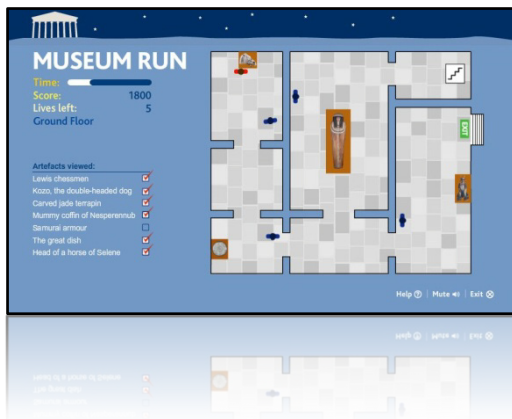 MUSEUM RUN
Time:
Score: 1800
Lives left: 5
Ground Floor
Artefacts viewed:
Lewis chessmen
Kozo, the double-headed dog
Carved jade terrapin
Mummy coffin of Nesperennub
Samurai armour
The great dish
Head of a horse of Selene
EXIT
Help ? | Mute | Exit